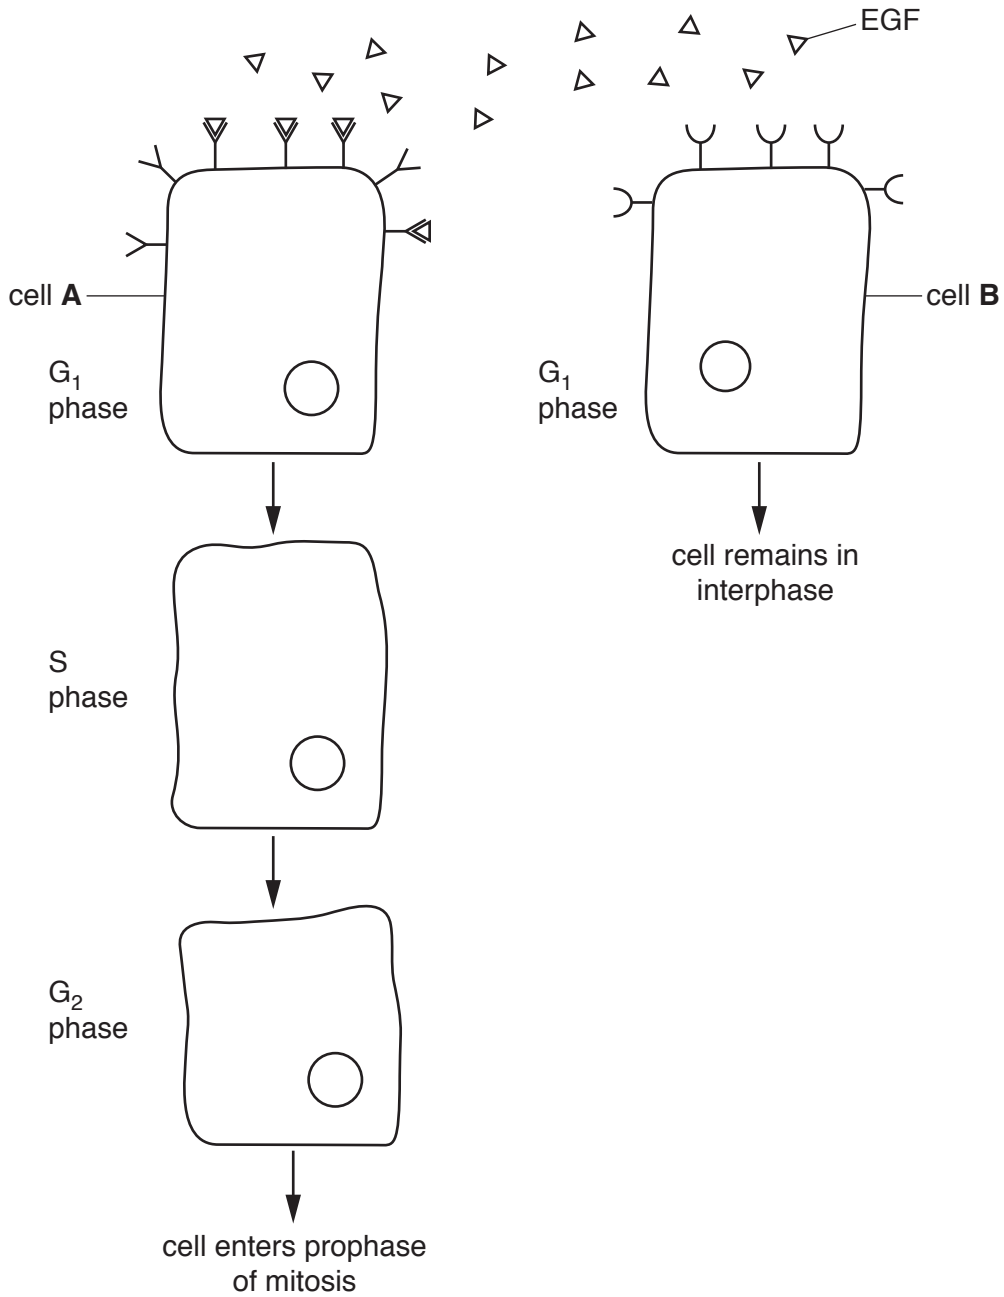 EGF
cell A
cell B
G₁
phase
G₁
phase
cell remains in
interphase
S
phase
G₂
phase
cell enters prophase
of mitosis